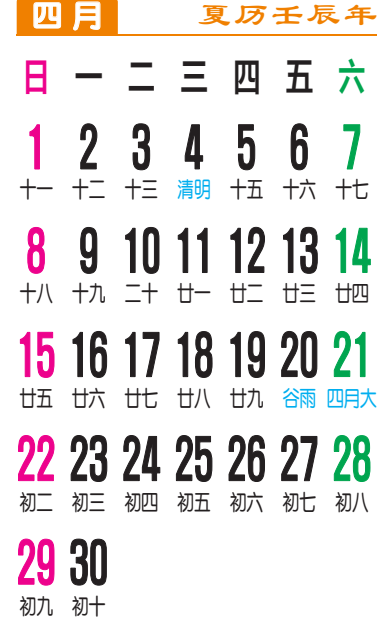 四月 夏历壬辰年
日 一 二 三 四 五 六
1 2 3 4 5 6 7
十一 十二 十三 清明 十五 十六 十七
8 9 10 11 12 13 14
十八 十九 二十 廿一 廿二 廿三 廿四
15 16 17 18 19 20 21
廿五 廿六 廿七 廿八 廿九 谷雨 四月大
22 23 24 25 26 27 28
初二 初三 初四 初五 初六 初七 初八
29 30
初九 初十